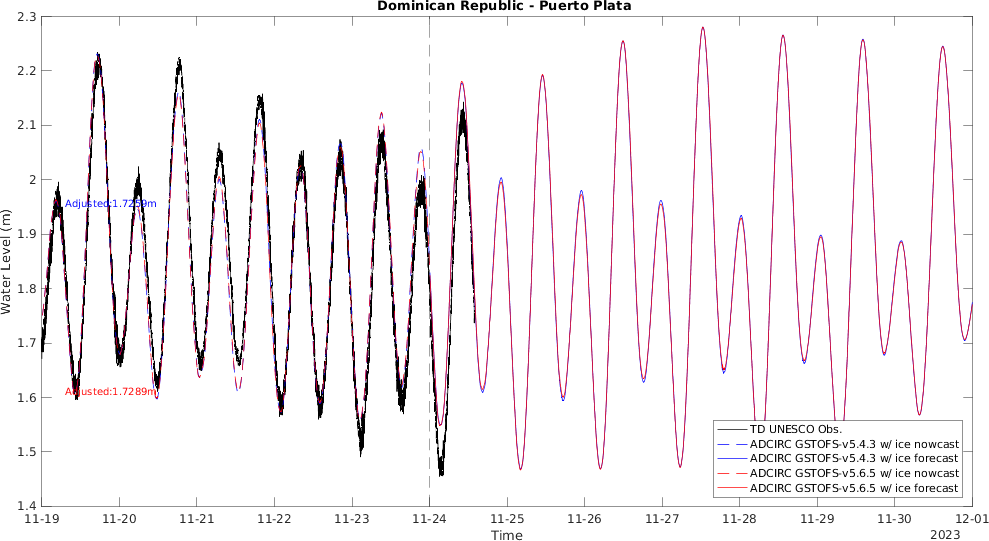 Dominican Republic - Puerto Plata
2.3
2.2
2.1
2
1.9
1.8
1.7
1.6
1.5
1.4
Water Level (m)
Adjusted:1.7259m
Adjusted:1.7289m
TD UNESCO Obs.
ADCIRC GSTOFS-v5.4.3 w/ ice nowcast
ADCIRC GSTOFS-v5.4.3 w/ ice forecast
ADCIRC GSTOFS-v5.6.5 w/ ice nowcast
ADCIRC GSTOFS-v5.6.5 w/ ice forecast
11-19 11-20 11-21 11-22 11-23 11-24 11-25 11-26 11-27 11-28 11-29 11-30 12-01
Time
2023